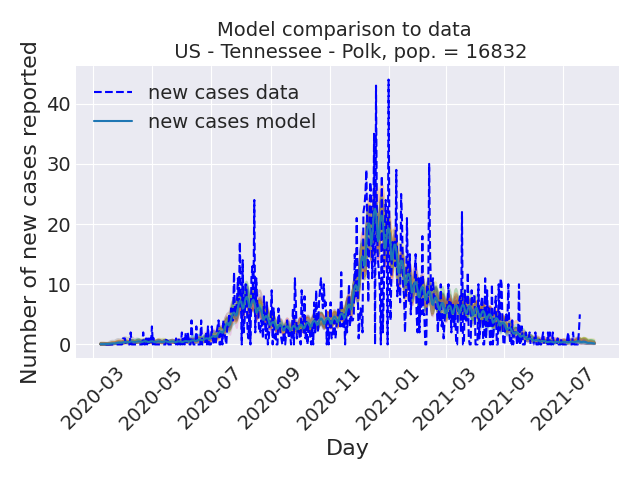 Model comparison to data
US - Tennessee - Polk, pop. = 16832
Number of new cases reported
new cases data
new cases model
40
30
20
10
0
2020-03
2020-05
2020-07
2020-09
2020-11
2021-01
2021-03
2021-05
2021-07
Day